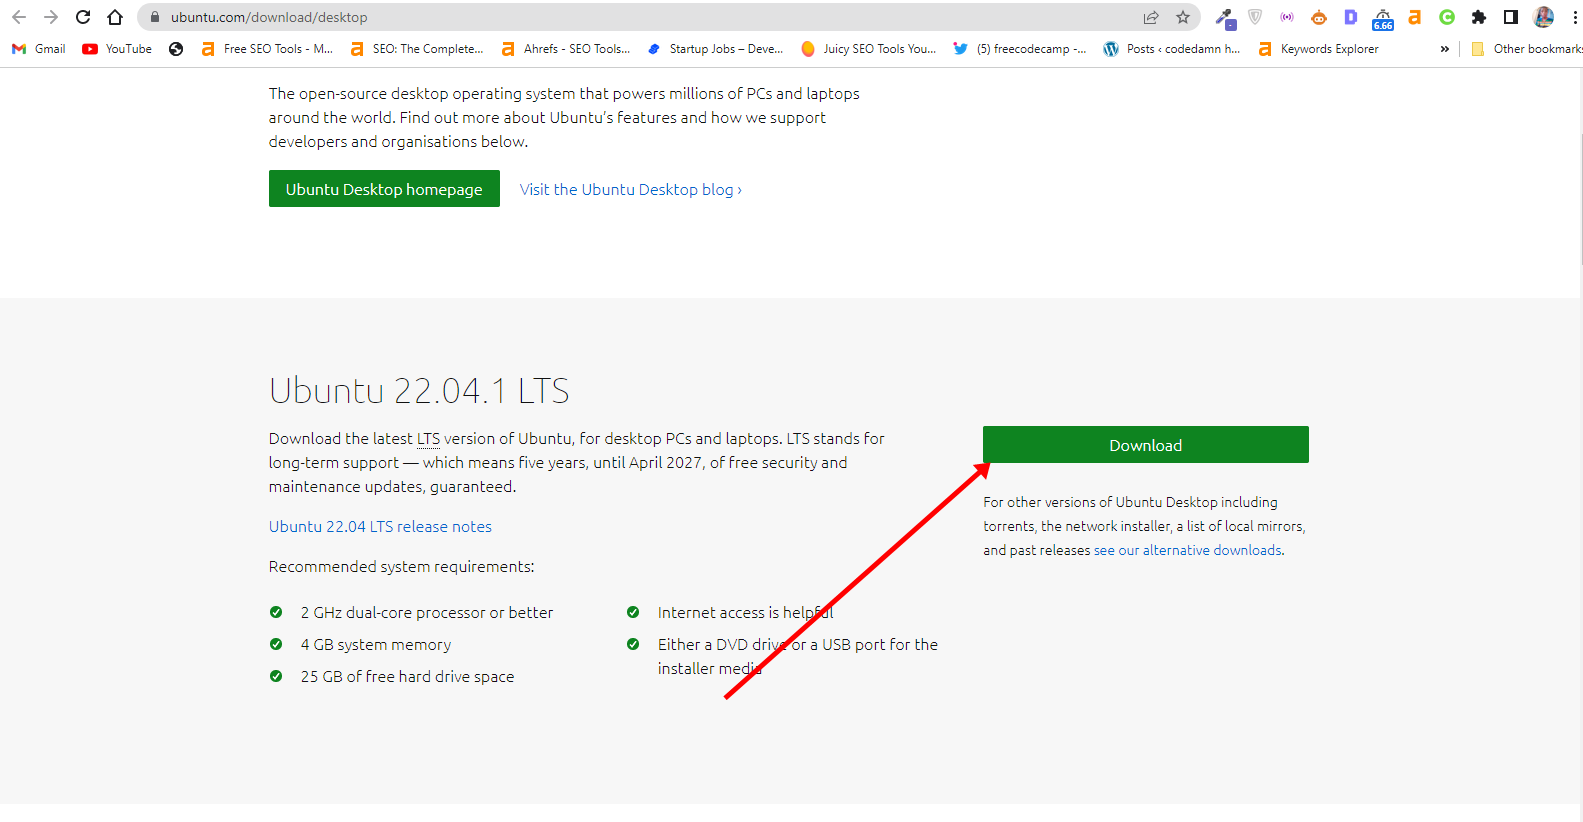 ubuntu.com/download/desktop
6.66
Gmail YouTube Free SEO Tools - M... SEO: The Complete... Ahrefs - SEO Tools... Startup Jobs – Deve... Juicy SEO Tools You... (5) freecodecamp -... Posts ‹ codedamn h... Keywords Explorer » Other bookmarks
The open-source desktop operating system that powers millions of PCs and laptops
around the world. Find out more about Ubuntu's features and how we support
developers and organisations below.
Ubuntu Desktop homepage Visit the Ubuntu Desktop blog ›
Ubuntu 22.04.1 LTS
Download the latest LTS version of Ubuntu, for desktop PCs and laptops. LTS stands for
long-term support — which means five years, until April 2027, of free security and
maintenance updates, guaranteed.
Ubuntu 22.04 LTS release notes
Recommended system requirements:
2 GHz dual-core processor or better
4 GB system memory
25 GB of free hard drive space
Internet access is helpful
Either a DVD drive or a USB port for the
installer media
Download
For other versions of Ubuntu Desktop including
torrents, the network installer, a list of local mirrors,
and past releases see our alternative downloads.